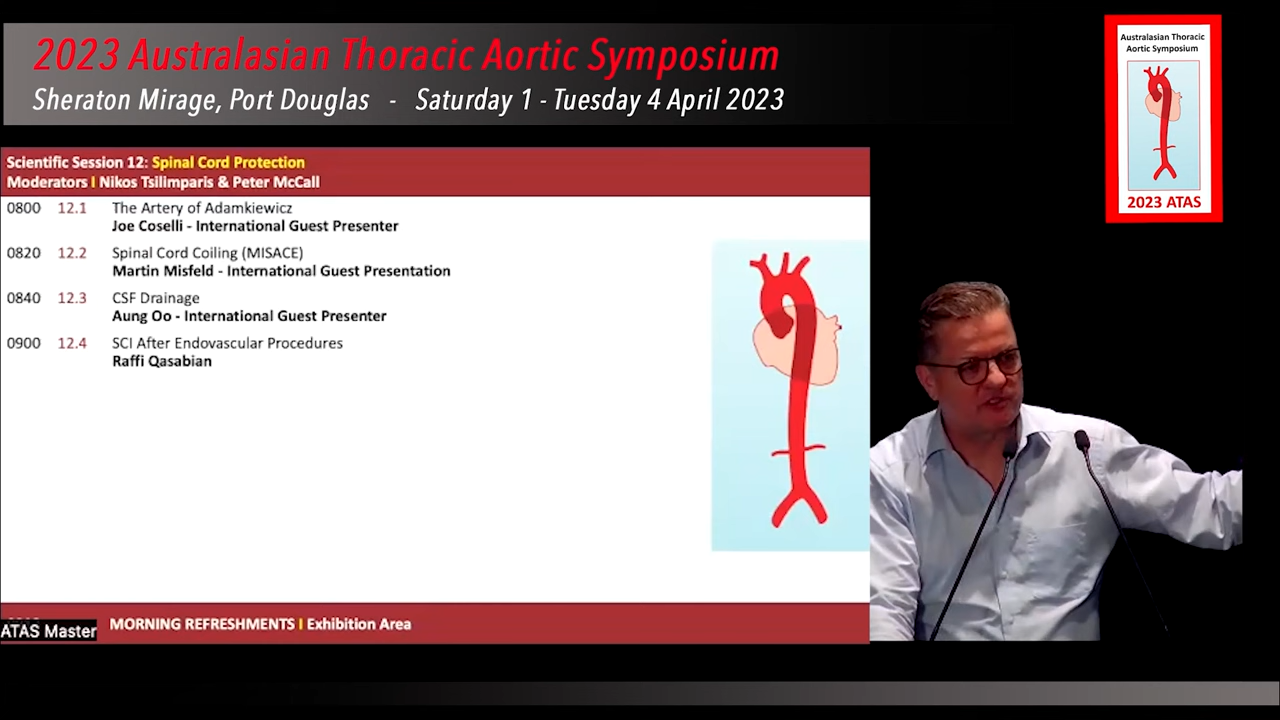 2023 Australasian Thoracic Aortic Symposium
Sheraton Mirage, Port Douglas - Saturday 1 - Tuesday 4 April 2023
Australasian Thoracic
Aortic Symposium
2023 ATAS
Scientific Session 12: Spinal Cord Protection
Moderators I Nikos Tsilimparis & Peter McCall
0800 12.1 The Artery of Adamkiewicz
Joe Coselli - International Guest Presenter
0820 12.2 Spinal Cord Coiling (MISACE)
Martin Misfeld - International Guest Presentation
0840 12.3 CSF Drainage
Aung Oo - International Guest Presenter
0900 12.4 SCI After Endovascular Procedures
Raffi Qasabian
MORNING REFRESHMENTS I Exhibition Area
ATAS Master